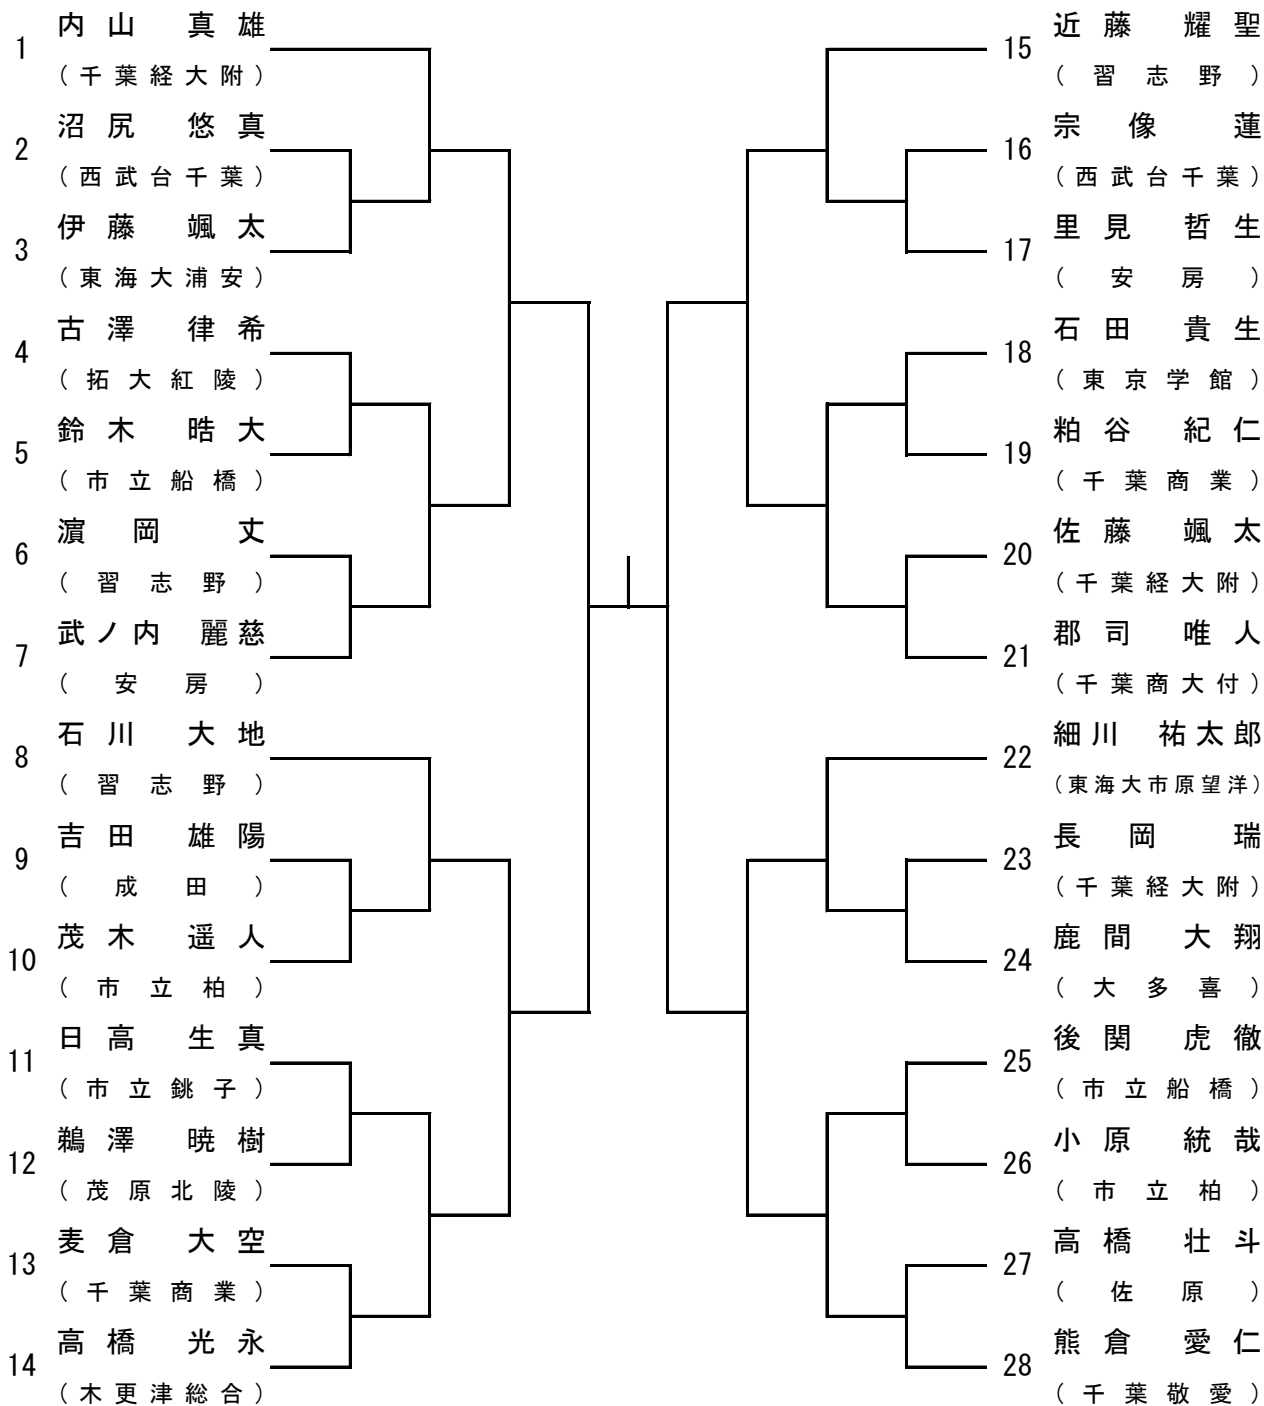 内山 真雄
1
(千葉経大附)
沼尻 悠真
2
(西武台千葉)
伊藤 颯太
3
(東海大浦安)
古澤 律希
4
(拓大紅陵)
鈴木 晧大
5
(市立船橋)
濵岡 丈
6
(習志野)
武ノ内 麗慈
7
(安房)
石川 大地
8
(習志野)
吉田 雄陽
9
(成田)
茂木 遥人
10
(市立柏)
日高 生真
11
(市立銚子)
鵜澤 暁樹
12
(茂原北陵)
麦倉 大空
13
(千葉商業)
高橋 光永
14
(木更津総合)
近藤 耀聖
15
(習志野)
宗像 蓮
16
(西武台千葉)
里見 哲生
17
(安房)
石田 貴生
18
(東京学館)
粕谷 紀仁
19
(千葉商業)
佐藤 颯太
20
(千葉経大附)
郡司 唯人
21
(千葉商大付)
細川 祐太郎
22
(東海大市原望洋)
長岡 瑞
23
(千葉経大附)
鹿間 大翔
24
(大多喜)
後関 虎徹
25
(市立船橋)
小原 統哉
26
(市立柏)
高橋 壮斗
27
(佐原)
熊倉 愛仁
28
(千葉敬愛)